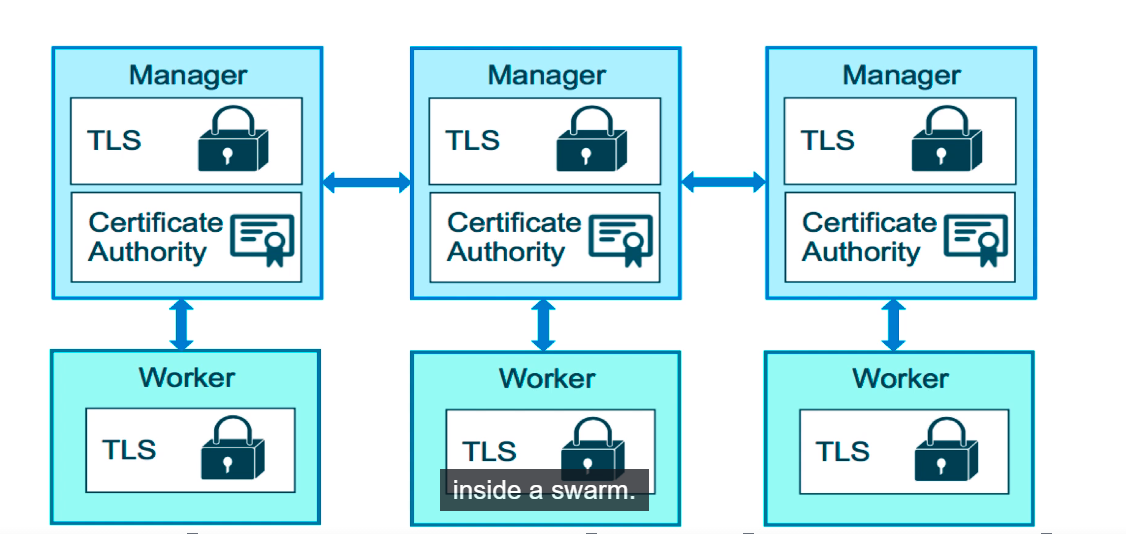 Manager
TLS
Certificate
Authority
Manager
TLS
Certificate
Authority
Manager
TLS
Certificate
Authority
Worker
TLS
Worker
TLS
Worker
TLS
inside a swarm.